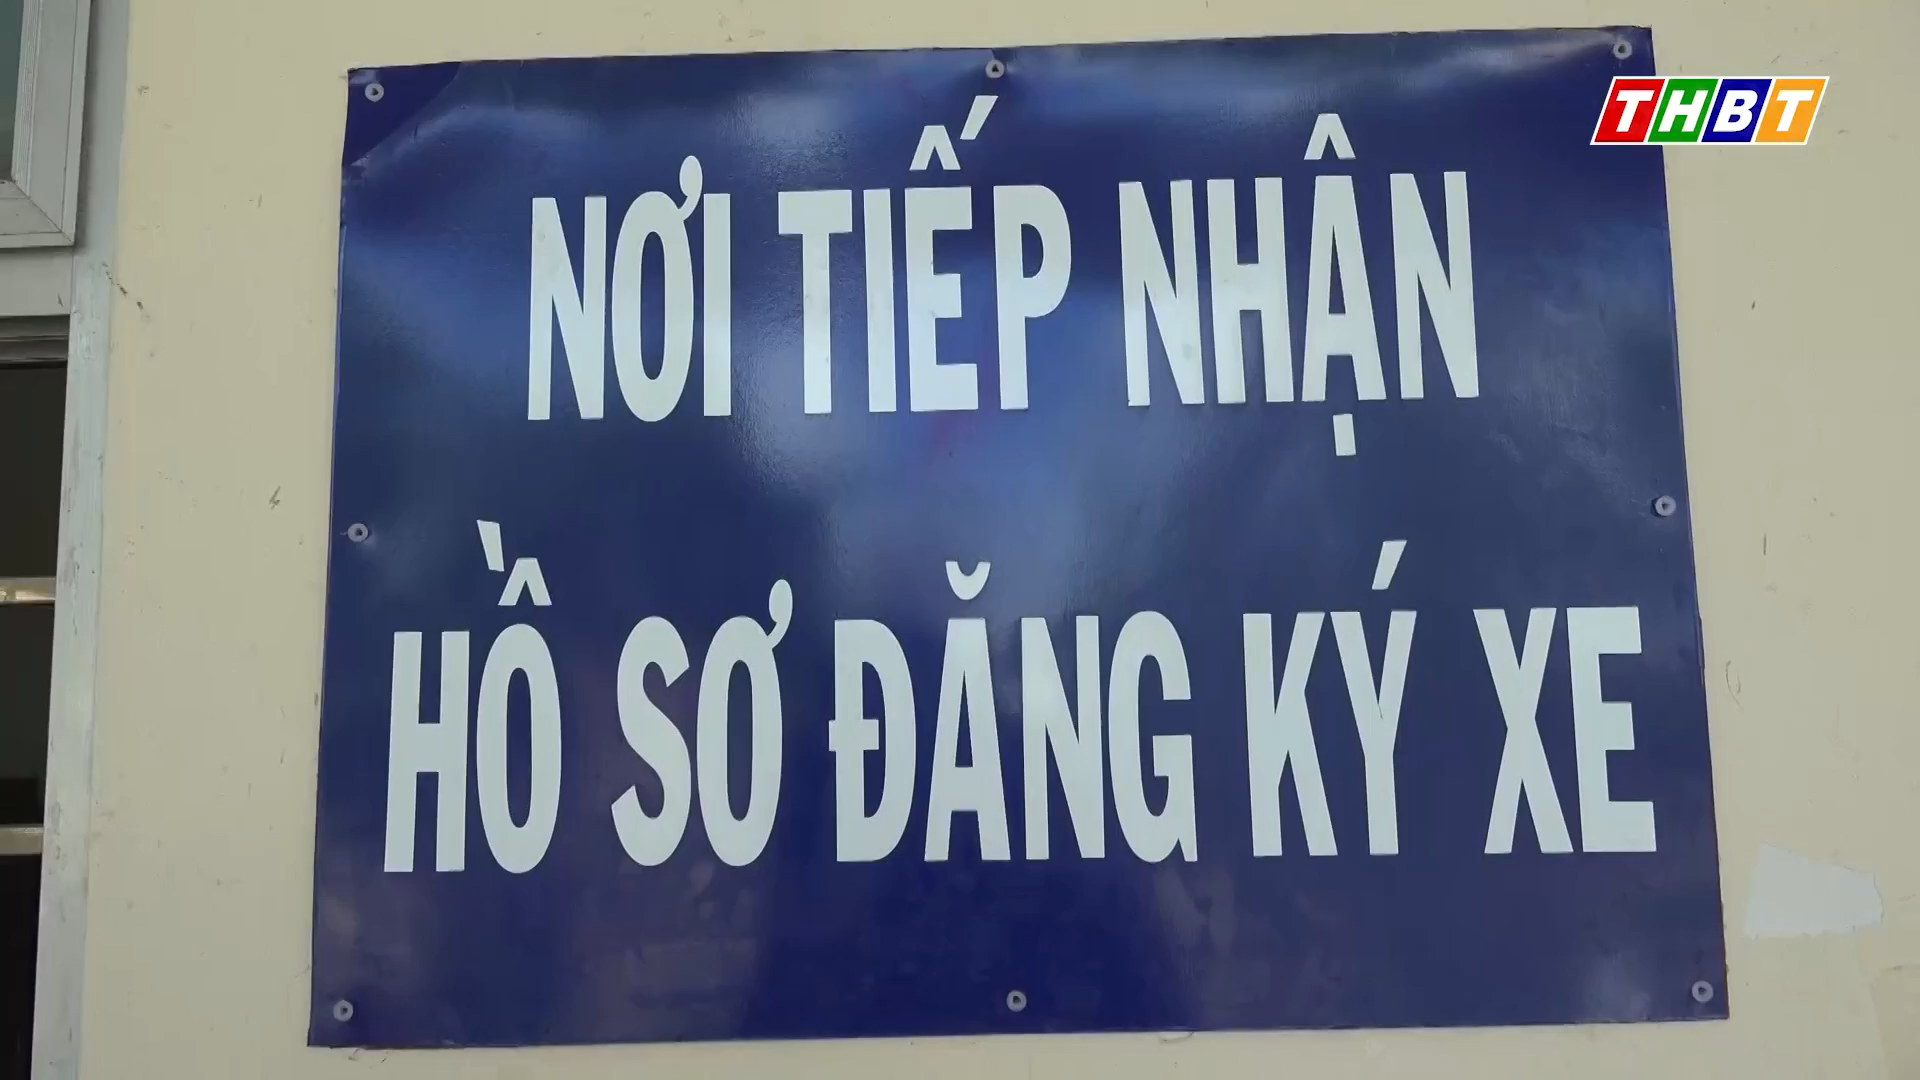 THBT
NƠI TIẾP NHẬN
HỒ SƠ ĐĂNG KÝ XE